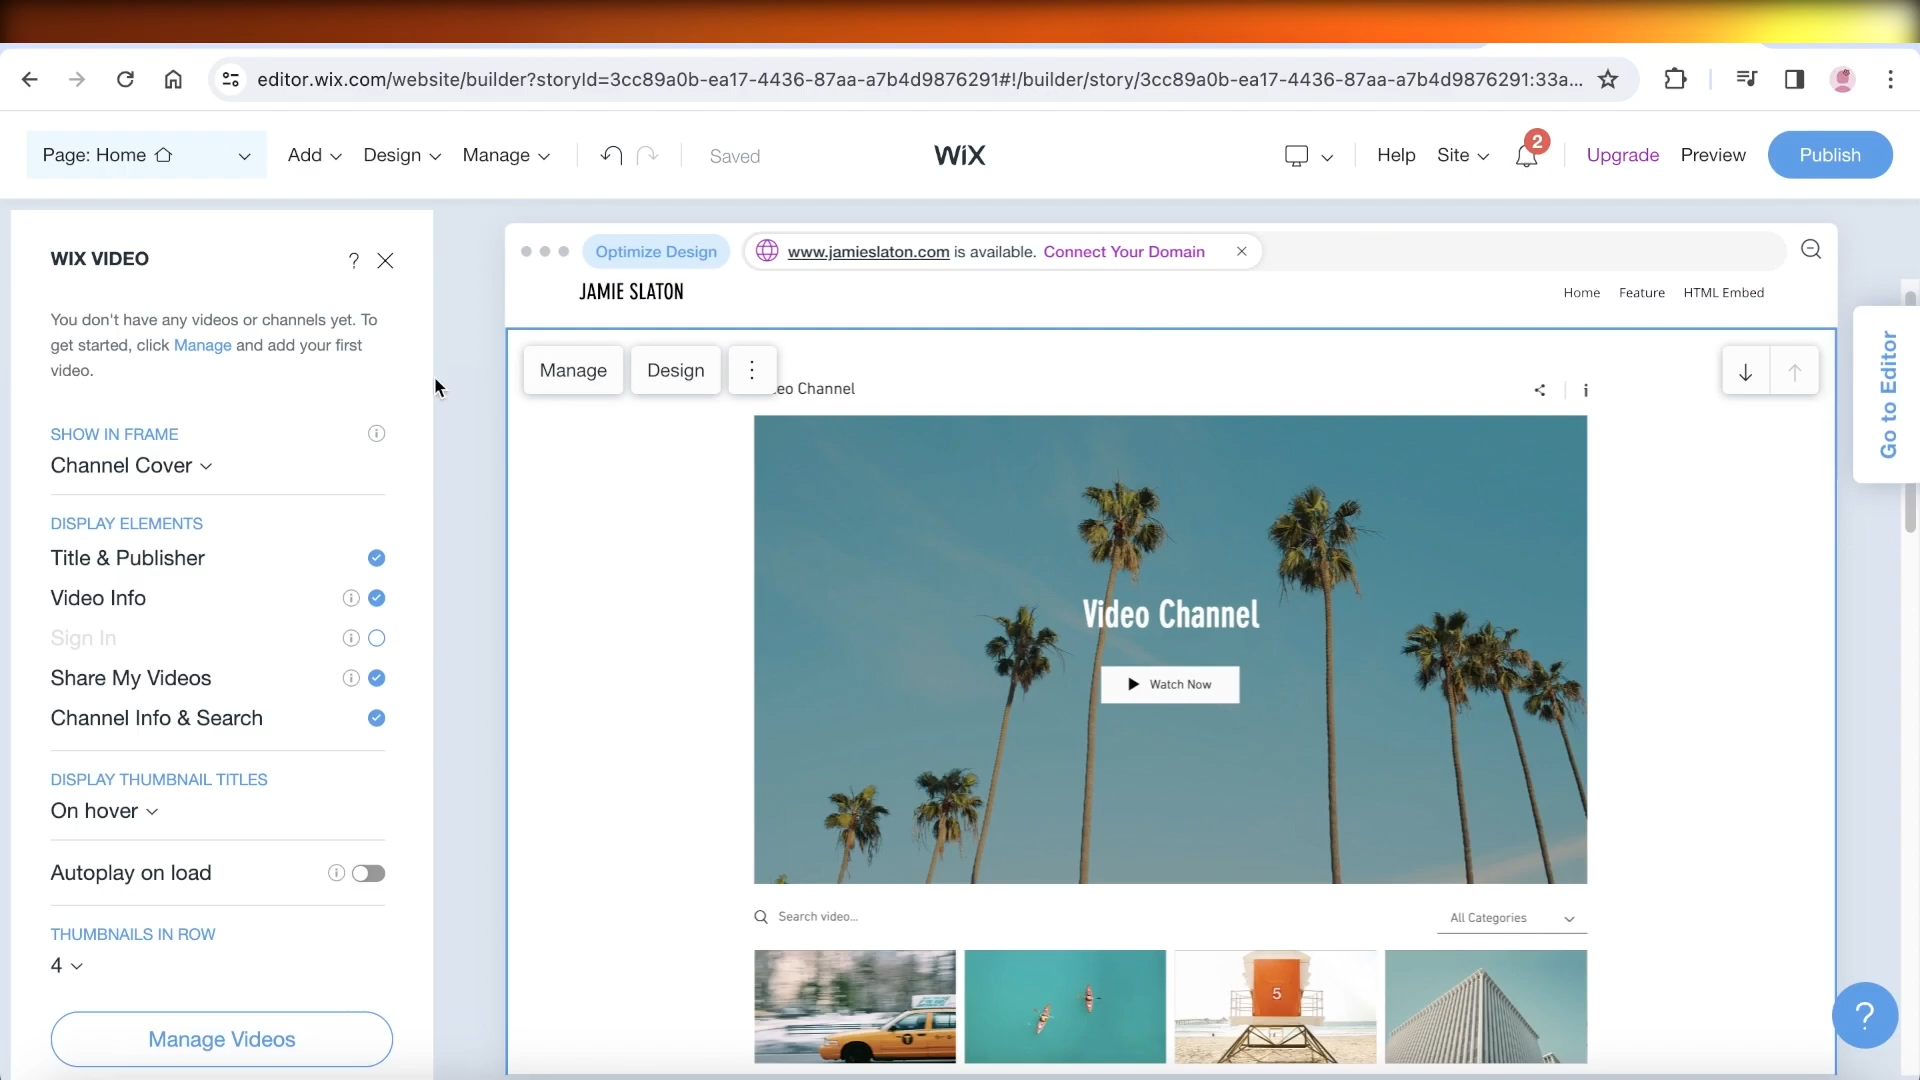 editor.wix.com/website/builder?storyId=3cc89a0b-ea17-4436-87aa-a7b4d9876291#!/builder/story/3cc89a0b-ea17-4436-87aa-a7b4d9876291:33a...
Page: Home
Add
Design
Manage
Saved
WiX
Help
Site
2
Upgrade
Preview
Publish
WIX VIDEO
?
You don't have any videos or channels yet. To
get started, click Manage and add your first
video.
SHOW IN FRAME
Channel Cover
DISPLAY ELEMENTS
Title & Publisher
Video Info
Sign In
Share My Videos
Channel Info & Search
DISPLAY THUMBNAIL TITLES
On hover
Autoplay on load
THUMBNAILS IN ROW
4
Manage Videos
Optimize Design
www.jamieslaton.com is available. Connect Your Domain
JAMIE SLATON
Home
Feature
HTML Embed
Manage
Design
eo Channel
Go to Editor
Video Channel
Watch Now
Search video...
All Categories
5
T
?